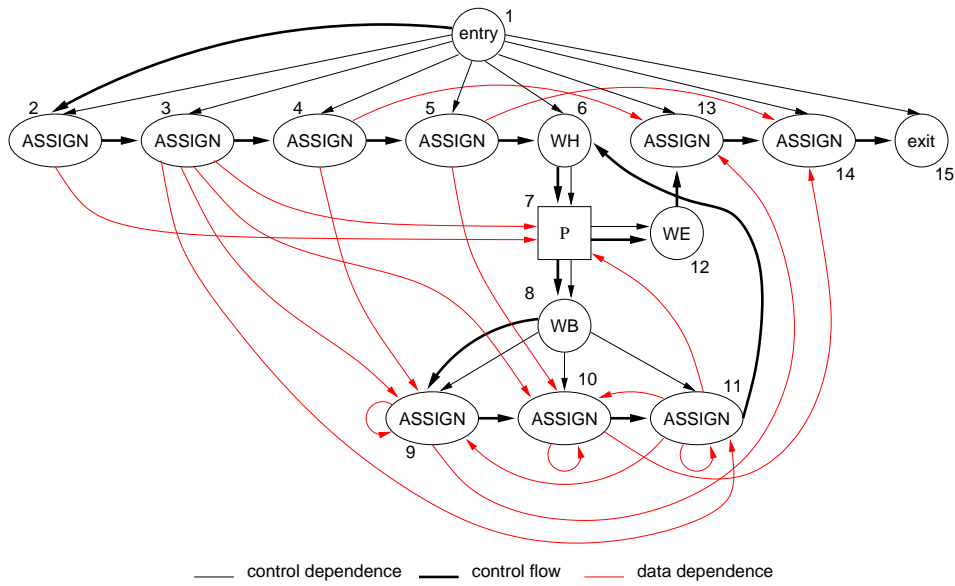 1
entry
2 3 4 5 6 13
ASSIGN ASSIGN ASSIGN ASSIGN WH ASSIGN ASSIGN exit
14 15
7
P WE
12
8
WB
10 11
ASSIGN ASSIGN ASSIGN
9
control dependence control flow data dependence